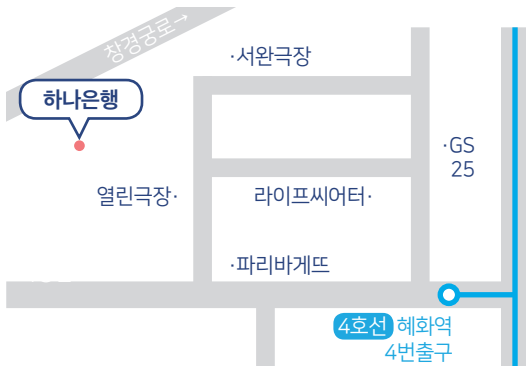 창경궁로→
·서완극장
하나은행
·GS
25
열린극장·
라이프씨어터·
·파리바게뜨
4호선 혜화역
4번출구